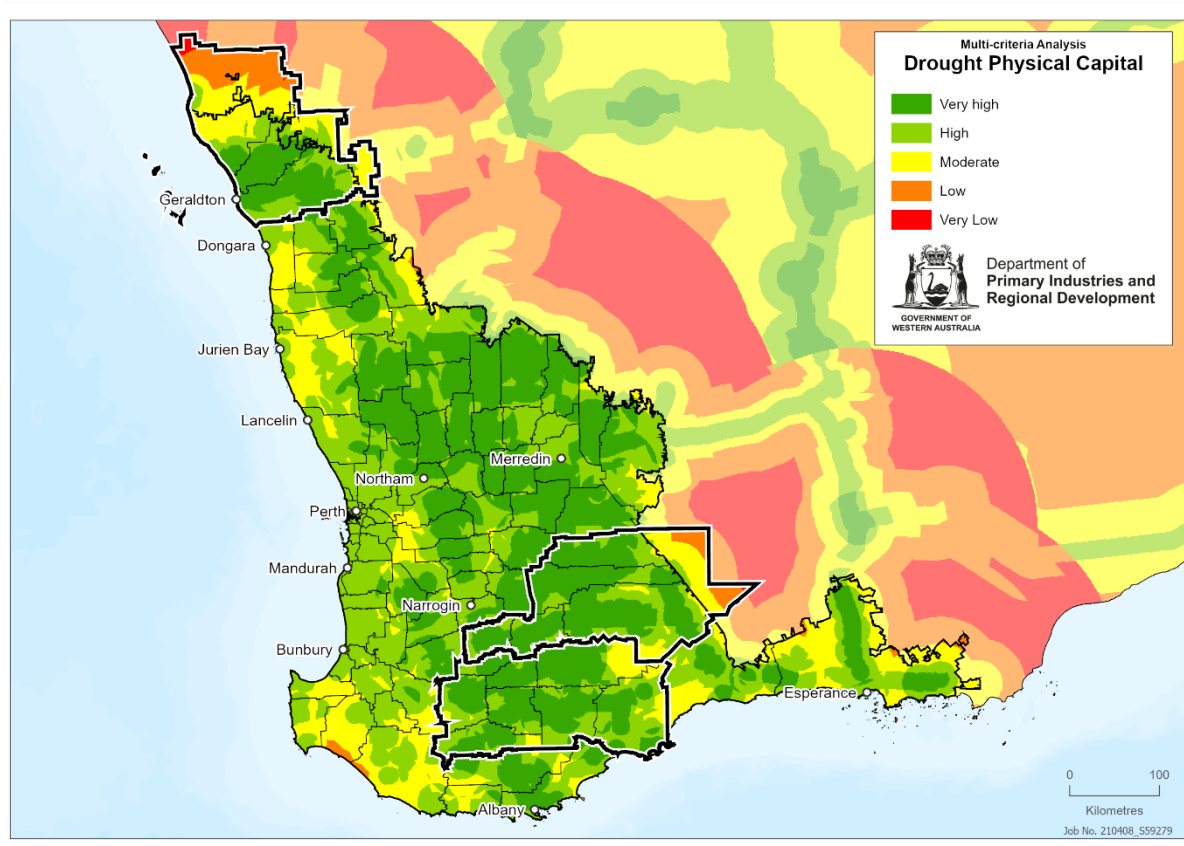 Multi-criteria Analysis
Drought Physical Capital
Very high
High
Moderate
Low
Very Low
Department of
Primary Industries and
Regional Development
GOVERNMENT OF
WESTERN AUSTRALIA
Geraldton
Dongara
Jurien Bay
Lancelin
Merredin
Northam
Perth
Mandurah
Narrogin
Bunbury
Esperance
Albany
0 100
Kilometres
Job No. 210408_S59279